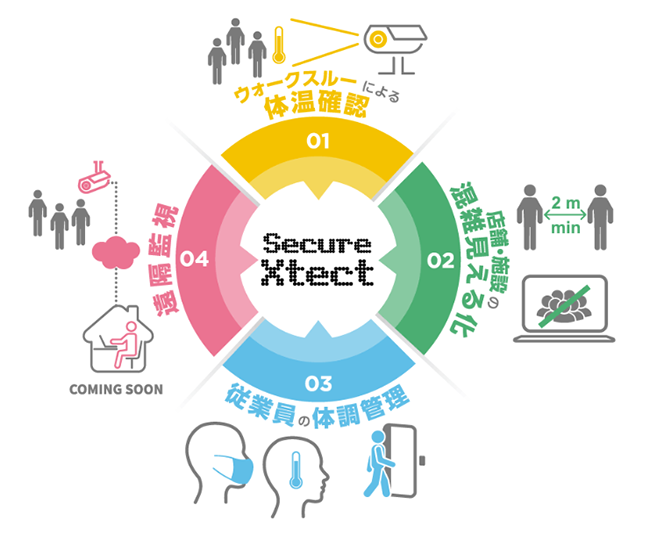 ウォークスルーによる
体温確認
01
店舗・施設の
混雑見える化
02
2 m
min
Secure
Xtect
遠隔監視
04
COMING SOON
03
従業員の体調管理